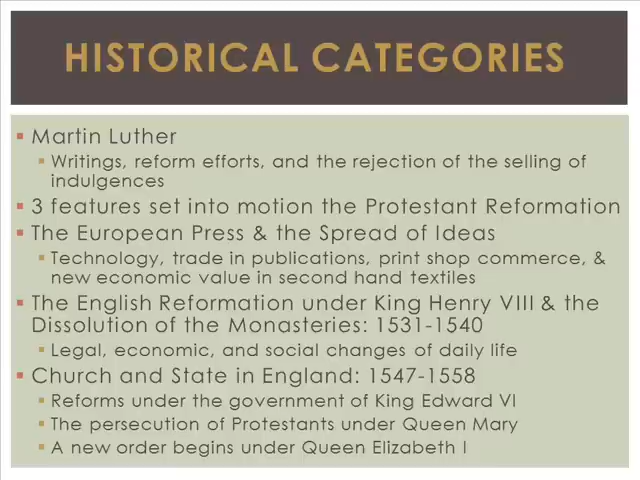 HISTORICAL CATEGORIES
Martin Luther
Writings, reform efforts, and the rejection of the selling of
indulgences
3 features set into motion the Protestant Reformation
The European Press & the Spread of Ideas
Technology, trade in publications, print shop commerce, &
new economic value in second hand textiles
The English Reformation under King Henry VIII & the
Dissolution of the Monasteries: 1531-1540
Legal, economic, and social changes of daily life
Church and State in England: 1547-1558
Reforms under the government of King Edward VI
The persecution of Protestants under Queen Mary
A new order begins under Queen Elizabeth I